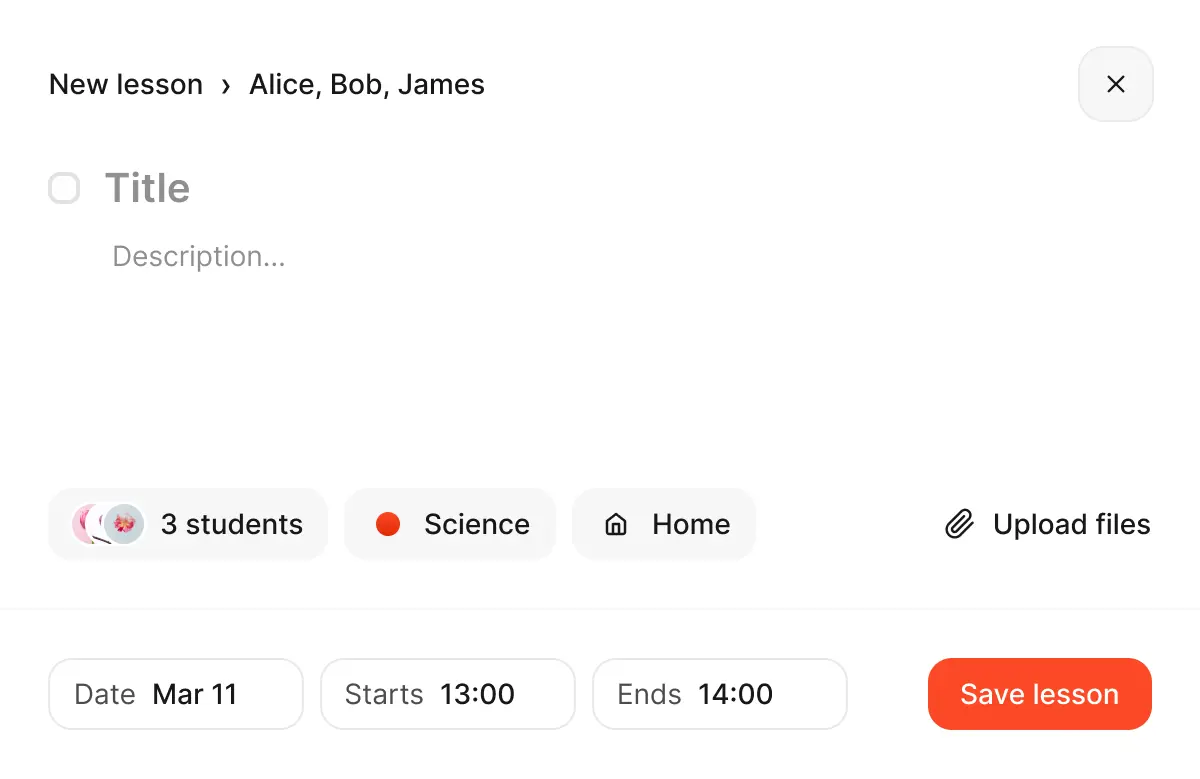 New lesson › Alice, Bob, James
Title
Description...
3 students Science Home Upload files
Date Mar 11 Starts 13:00 Ends 14:00 Save lesson